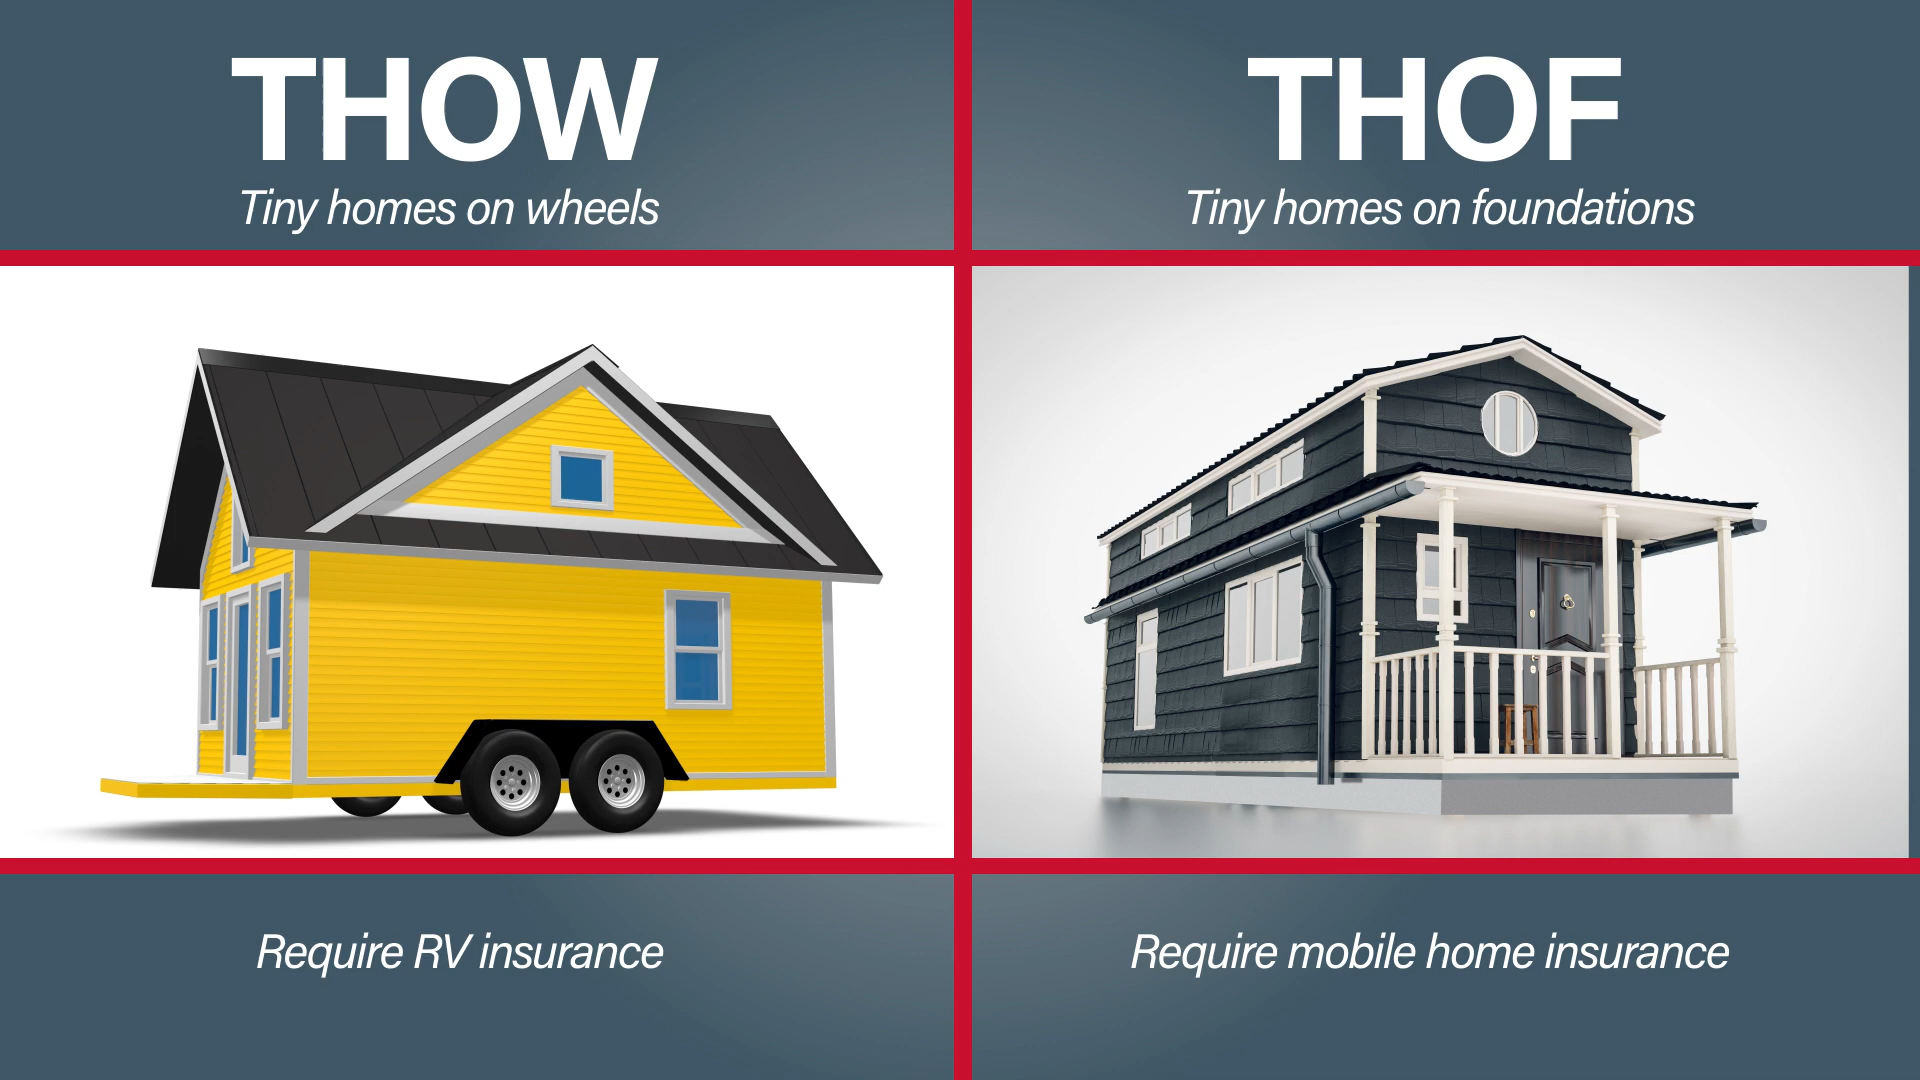 THOW
Tiny homes on wheels
THOF
Tiny homes on foundations
Require RV insurance
Require mobile home insurance